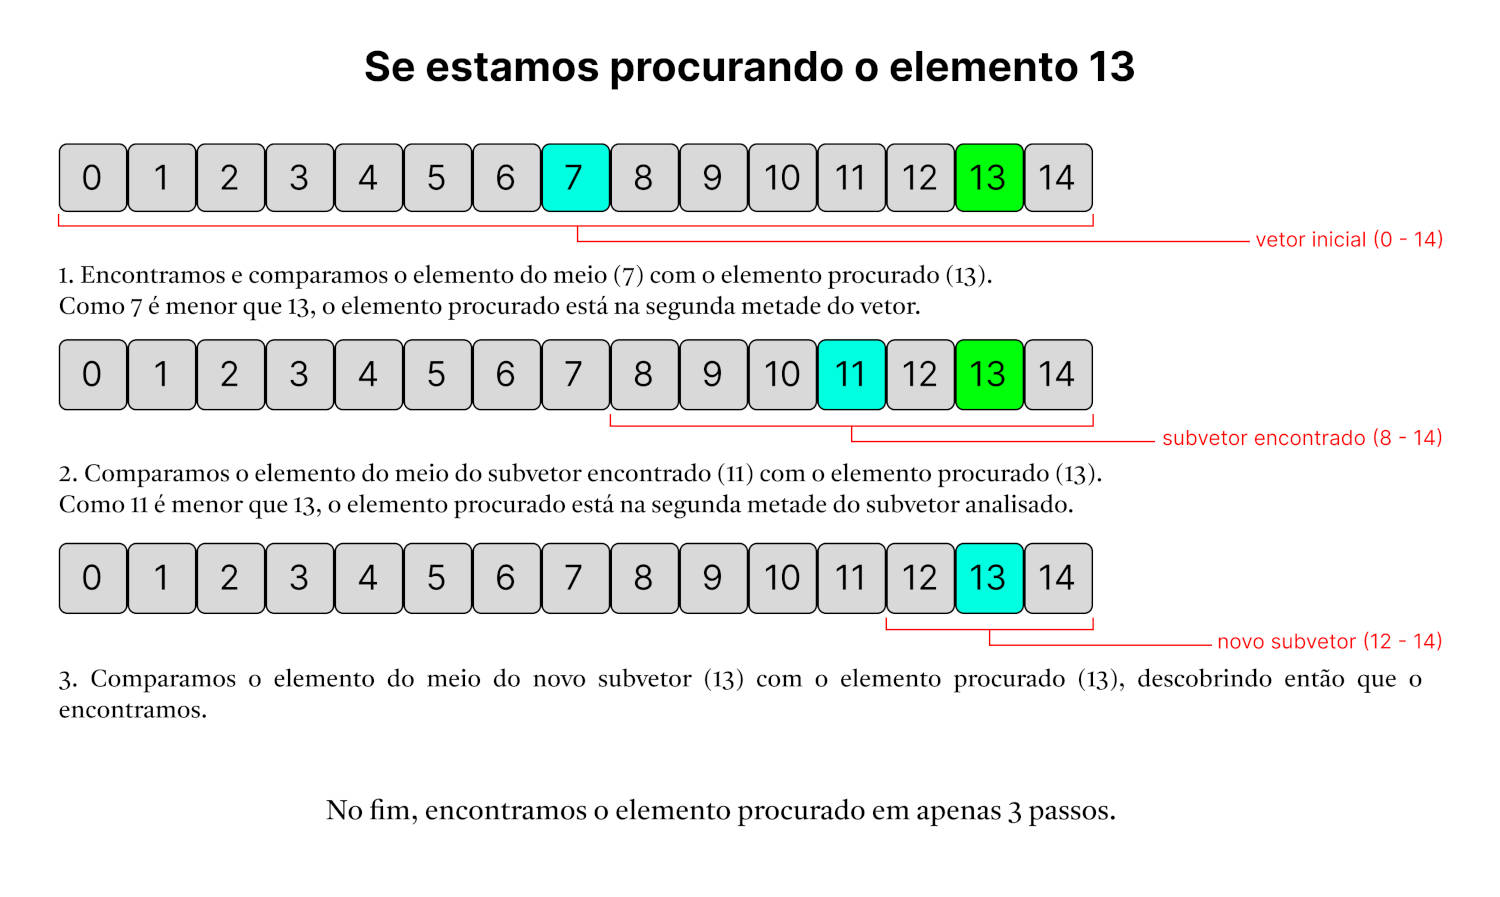 Se estamos procurando o elemento 13
0 1 2 3 4 5 6 7 8 9 10 11 12 13 14
vetor inicial (0 - 14)
1. Encontramos e comparamos o elemento do meio (7) com o elemento procurado (13).
Como 7 é menor que 13, o elemento procurado está na segunda metade do vetor.
0 1 2 3 4 5 6 7 8 9 10 11 12 13 14
subvetor encontrado (8 - 14)
2. Comparamos o elemento do meio do subvetor encontrado (11) com o elemento procurado (13).
Como 11 é menor que 13, o elemento procurado está na segunda metade do subvetor analisado.
0 1 2 3 4 5 6 7 8 9 10 11 12 13 14
novo subvetor (12 - 14)
3. Comparamos o elemento do meio do novo subvetor (13) com o elemento procurado (13), descobrindo então que o
encontramos.
No fim, encontramos o elemento procurado em apenas 3 passos.